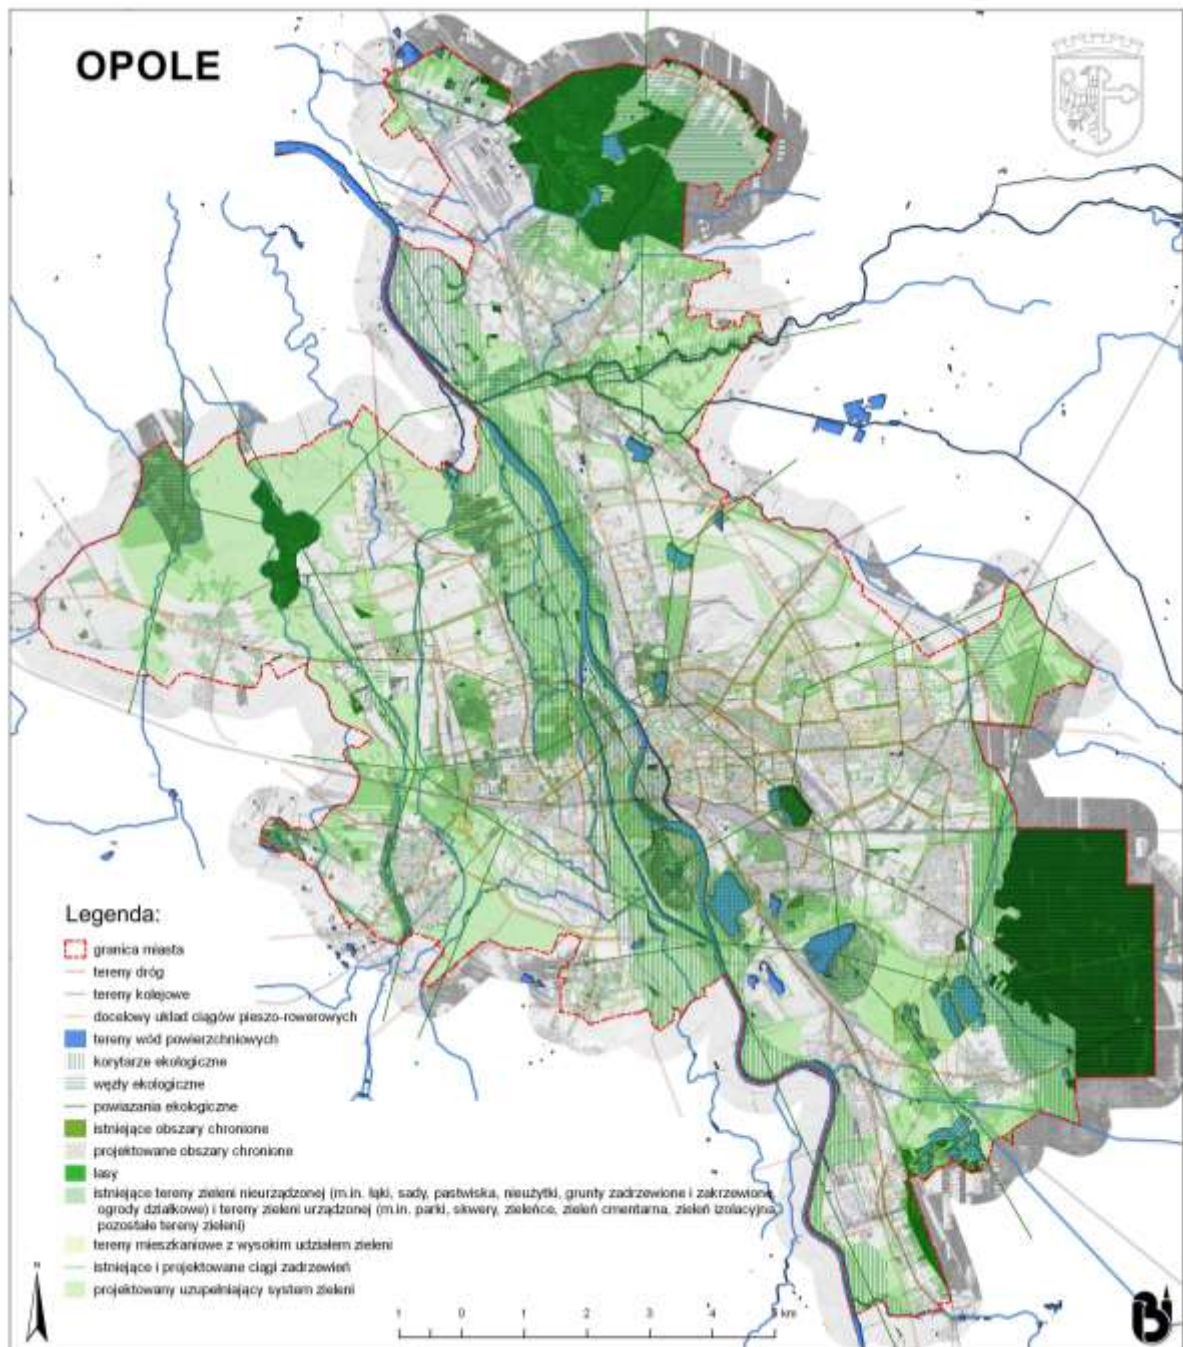 OPOLE
Legenda:
granica miasta
tereny dróg
tereny kolejowe
docelowy układ ciągów pieszo-rowerowych
tereny wód powierzchniowych
korytarze ekologiczne
węzły ekologiczne
powiazania ekologiczne
istniejące obszary chronione
projektowane obszary chronione
lasy
istniejące tereny zieleni nieurządzonej (m.in. łąki, sady, pastwiska, nieużytki, grunty zadrzewione i zakrzewione,
ogrody działkowe) i tereny zieleni urządzonej (m.in. parki, skwery, zieleńce, zieleń cmentarna, zieleń izolacyjna,
pozostałe tereny zieleni)
tereny mieszkaniowe z wysokim udziałem zieleni
istniejące i projektowane ciągi zadrzewień
projektowany uzupełniający system zieleni
N
1 0 1 2 3 4 5 km